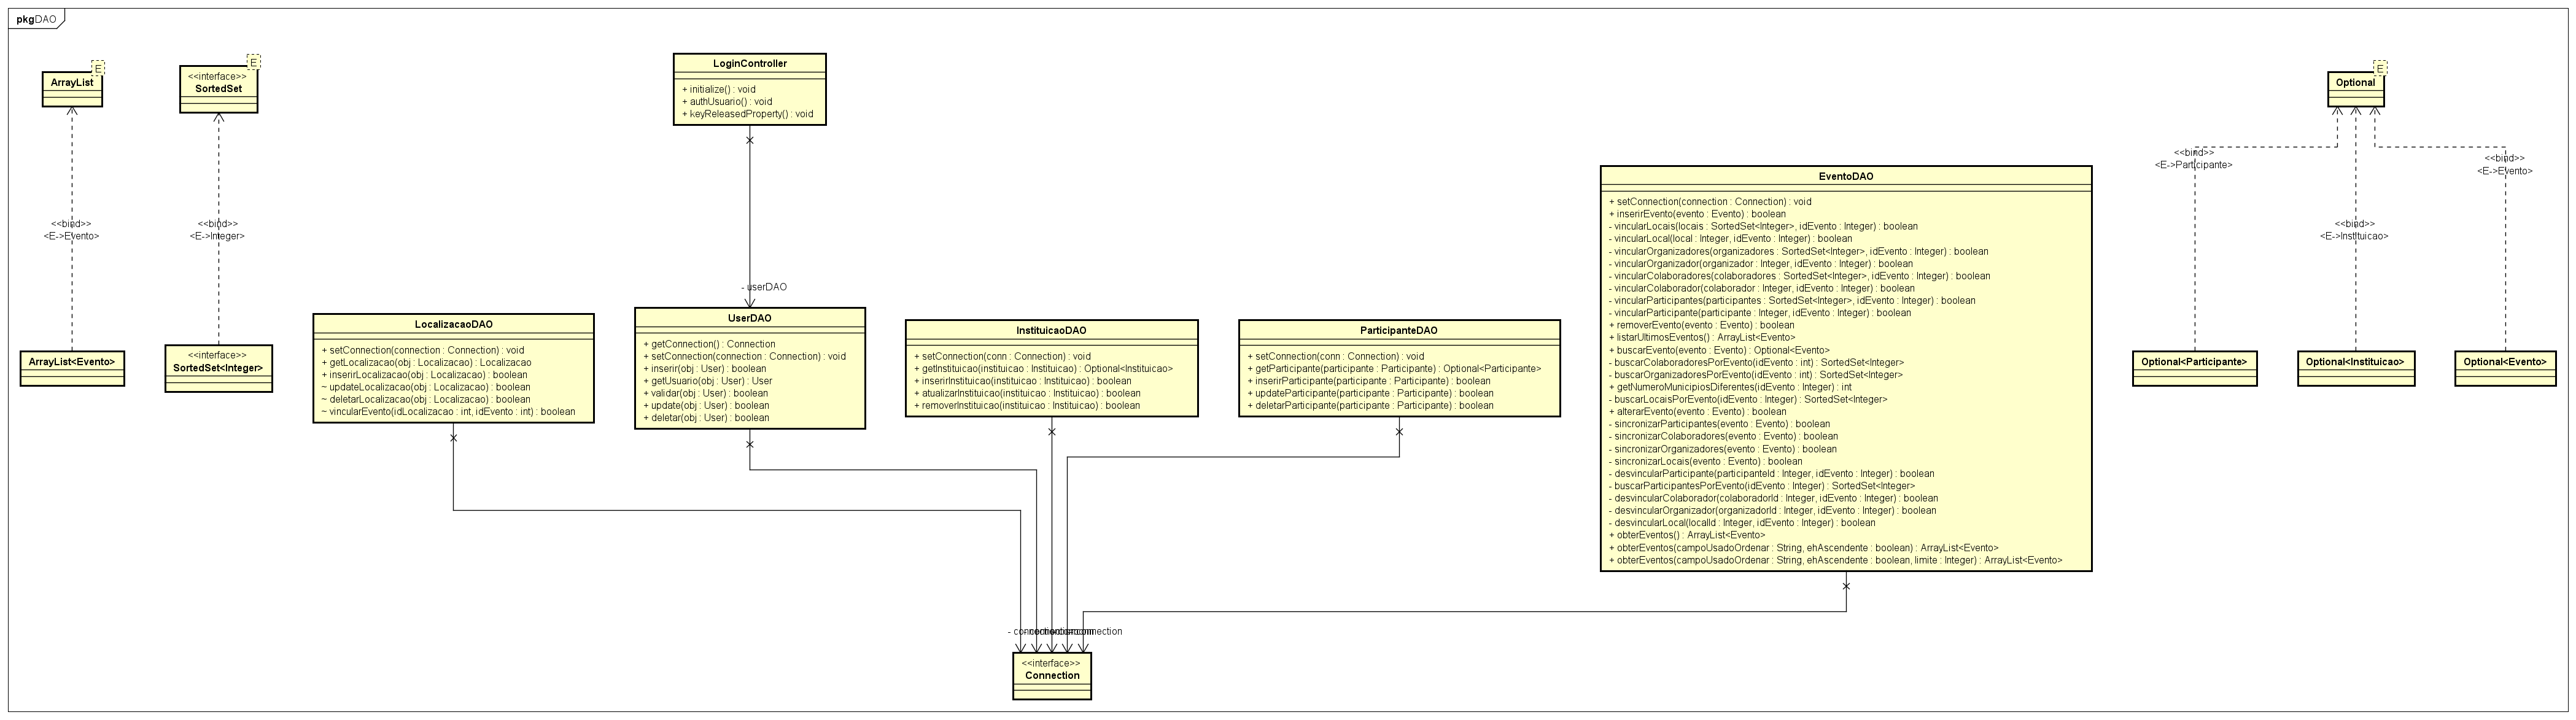 pkg DAO
E
ArrayList
<<bind>>
<E->Evento>
ArrayList<Evento>
E
<<interface>>
SortedSet
<<bind>>
<E->Integer>
<<interface>>
SortedSet<Integer>
LoginController
+ initialize() : void
+ authUsuario() : void
+ keyReleasedProperty() : void
- userDAO
LocalizacaoDAO
+ setConnection(connection : Connection) : void
+ getLocalizacao(obj : Localizacao) : Localizacao
+ inserirLocalizacao(obj : Localizacao) : boolean
~ updateLocalizacao(obj : Localizacao) : boolean
~ deletarLocalizacao(obj : Localizacao) : boolean
~ vincularEvento(idLocalizacao : int, idEvento : int) : boolean
UserDAO
+ getConnection() : Connection
+ setConnection(connection : Connection) : void
+ inserir(obj : User) : boolean
+ getUsuario(obj : User) : User
+ validar(obj : User) : boolean
+ update(obj : User) : boolean
+ deletar(obj : User) : boolean
InstituicaoDAO
+ setConnection(conn : Connection) : void
+ getInstituicao(instituicao : Instituicao) : Optional<Instituicao>
+ inserirInstituicao(instituicao : Instituicao) : boolean
+ atualizarInstituicao(instituicao : Instituicao) : boolean
+ removerInstituicao(instituicao : Instituicao) : boolean
ParticipanteDAO
+ setConnection(conn : Connection) : void
+ getParticipante(participante : Participante) : Optional<Participante>
+ inserirParticipante(participante : Participante) : boolean
+ updateParticipante(participante : Participante) : boolean
+ deletarParticipante(participante : Participante) : boolean
EventoDAO
+ setConnection(connection : Connection) : void
+ inserirEvento(evento : Evento) : boolean
- vincularLocais(locais : SortedSet<Integer>, idEvento : Integer) : boolean
- vincularLocal(local : Integer, idEvento : Integer) : boolean
- vincularOrganizadores(organizadores : SortedSet<Integer>, idEvento : Integer) : boolean
- vincularOrganizador(organizador : Integer, idEvento : Integer) : boolean
- vincularColaboradores(colaboradores : SortedSet<Integer>, idEvento : Integer) : boolean
- vincularColaborador(colaborador : Integer, idEvento : Integer) : boolean
- vincularParticipantes(participantes : SortedSet<Integer>, idEvento : Integer) : boolean
- vincularParticipante(participante : Integer, idEvento : Integer) : boolean
+ removerEvento(evento : Evento) : boolean
+ listarUltimosEventos() : ArrayList<Evento>
+ buscarEvento(evento : Evento) : Optional<Evento>
- buscarColaboradoresPorEvento(idEvento : int) : SortedSet<Integer>
- buscarOrganizadoresPorEvento(idEvento : int) : SortedSet<Integer>
+ getNumeroMunicipiosDiferentes(idEvento : Integer) : int
- buscarLocaisPorEvento(idEvento : Integer) : SortedSet<Integer>
+ alterarEvento(evento : Evento) : boolean
- sincronizarParticipantes(evento : Evento) : boolean
- sincronizarColaboradores(evento : Evento) : boolean
- sincronizarOrganizadores(evento : Evento) : boolean
- sincronizarLocais(evento : Evento) : boolean
- desvincularParticipante(participanteId : Integer, idEvento : Integer) : boolean
- buscarParticipantesPorEvento(idEvento : Integer) : SortedSet<Integer>
- desvincularColaborador(colaboradorId : Integer, idEvento : Integer) : boolean
- desvincularOrganizador(organizadorId : Integer, idEvento : Integer) : boolean
- desvincularLocal(localId : Integer, idEvento : Integer) : boolean
+ obterEventos() : ArrayList<Evento>
+ obterEventos(campoUsadoOrdenar : String, ehAscendente : boolean) : ArrayList<Evento>
+ obterEventos(campoUsadoOrdenar : String, ehAscendente : boolean, limite : Integer) : ArrayList<Evento>
E
Optional
<<bind>>
<E->Participante>
<<bind>>
<E->Instituicao>
<<bind>>
<E->Evento>
Optional<Participante>
Optional<Instituicao>
Optional<Evento>
connection
<<interface>>
Connection